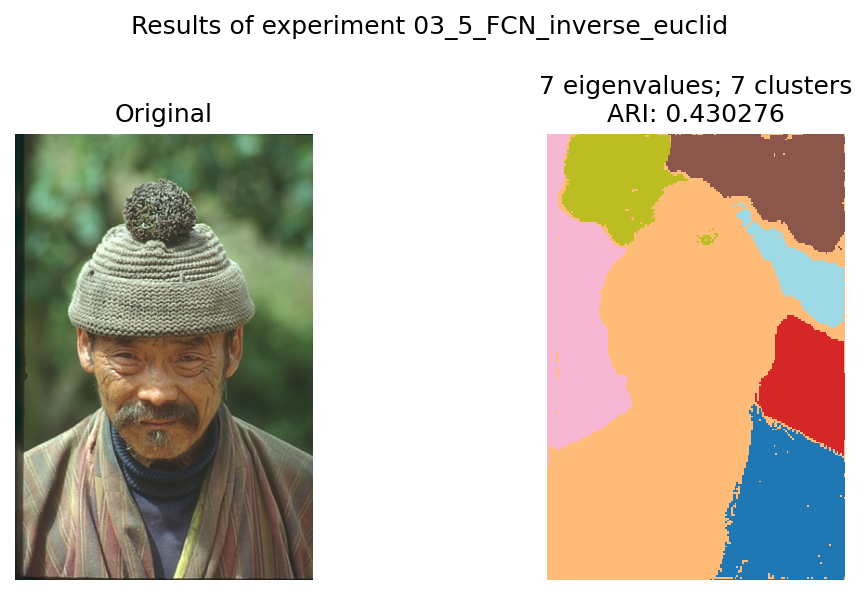 Results of experiment 03_5_FCN_inverse_euclid
Original
7 eigenvalues; 7 clusters
ARI: 0.430276